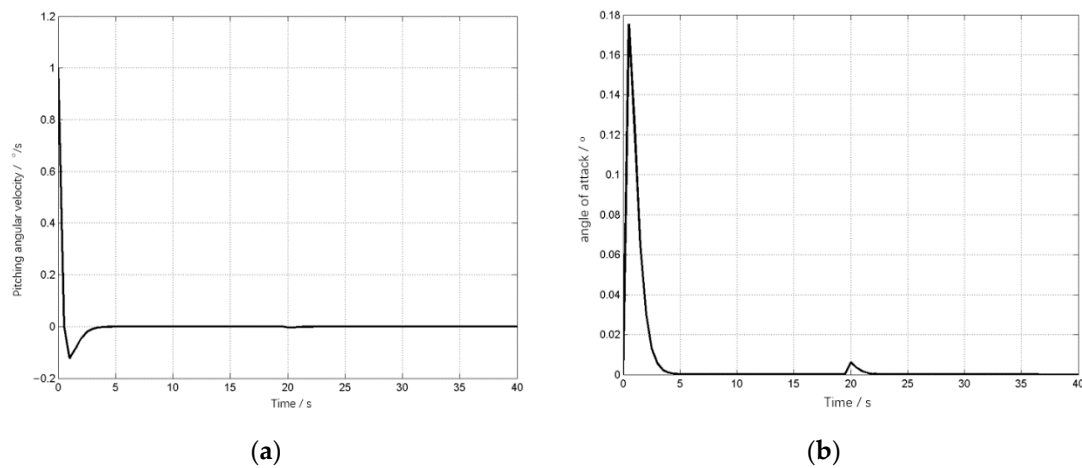 1.2
1
0.8
0.6
0.4
0.2
0
−0.2
Pitching angular velocity / °/s
0 5 10 15 20 25 30 35 40
Time / s
(a)
0.18
0.16
0.14
0.12
0.1
0.08
0.06
0.04
0.02
0
angle of attack / °
0 5 10 15 20 25 30 35 40
Time / s
(b)